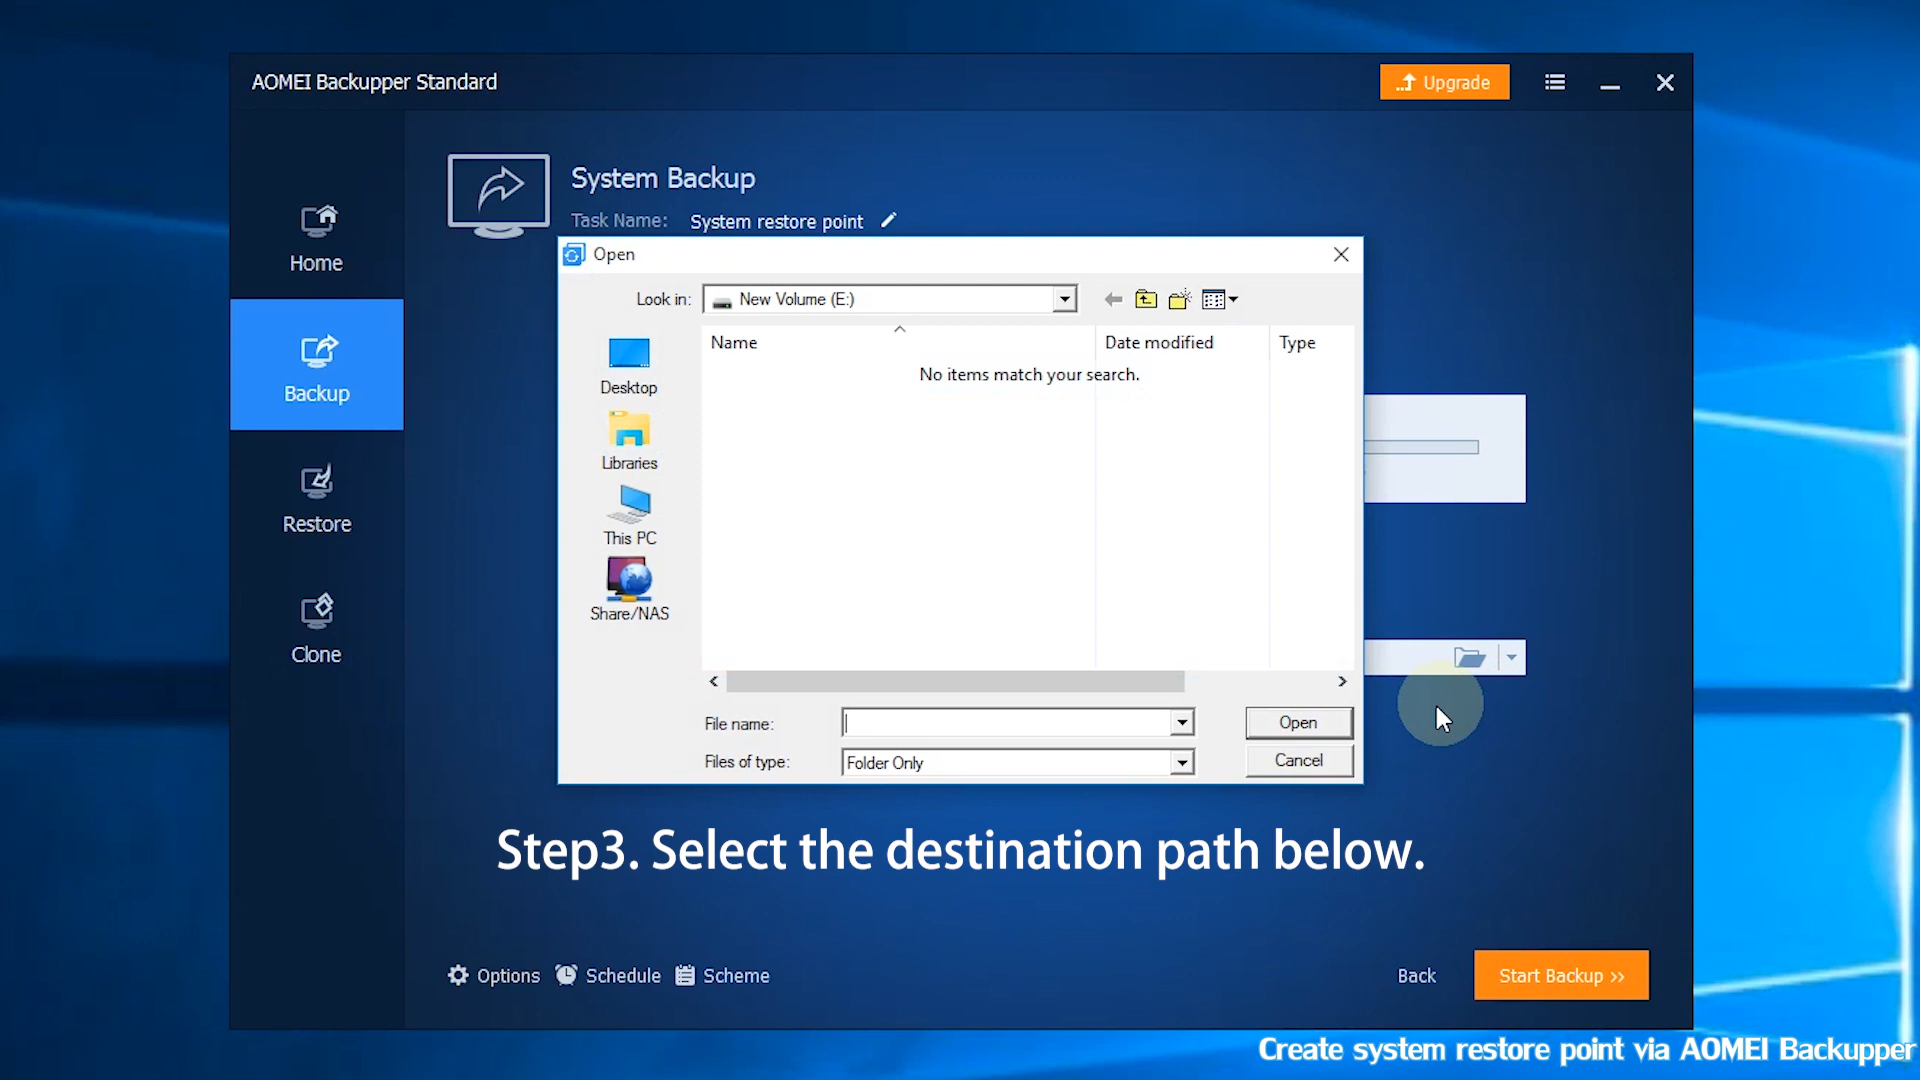 AOMEI Backupper Standard
Upgrade
System Backup
Task Name: System restore point
Home
Backup
Restore
Clone
Open
Look in: New Volume (E:)
Name Date modified Type
No items match your search.
Desktop
Libraries
This PC
Share/NAS
File name: Open
Files of type: Folder Only Cancel
Step3. Select the destination path below.
Options Schedule Scheme Back Start Backup >>
Create system restore point via AOMEI Backupper